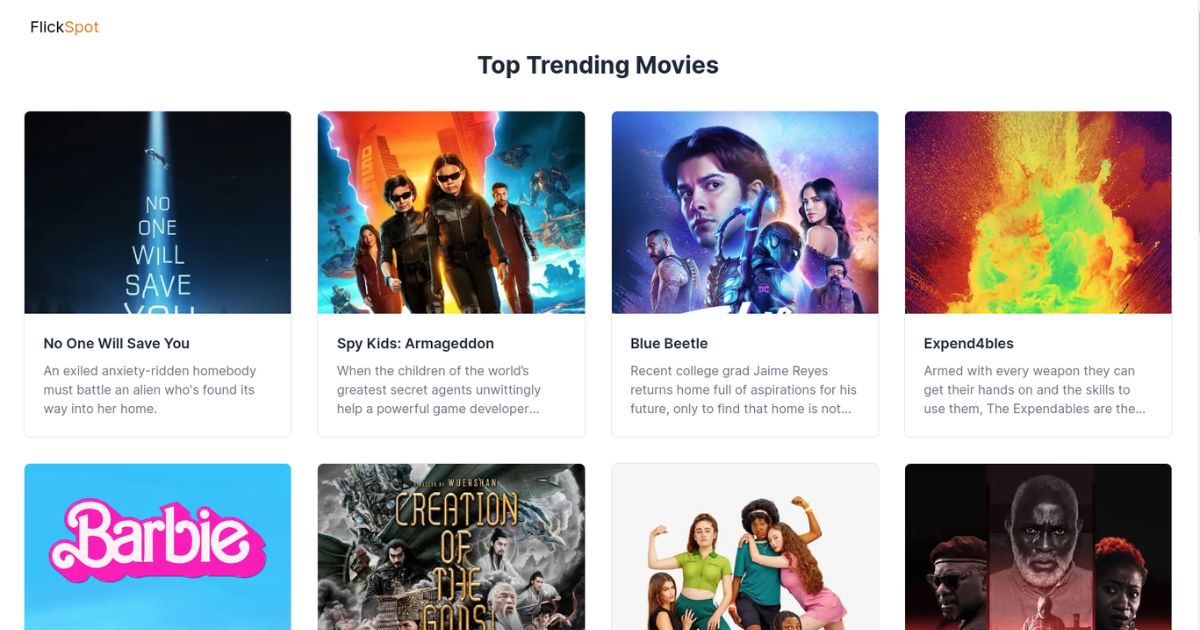 FlickSpot
Top Trending Movies
NO
ONE
WILL
SAVE
YOU
DC
No One Will Save You
An exiled anxiety-ridden homebody
must battle an alien who's found its
way into her home.
Spy Kids: Armageddon
When the children of the world's
greatest secret agents unwittingly
help a powerful game developer...
Blue Beetle
Recent college grad Jaime Reyes
returns home full of aspirations for his
future, only to find that home is not...
Expend4bles
Armed with every weapon they can
get their hands on and the skills to
use them, The Expendables are the...
Barbie
DIRECTED BY WUERSHAN
CREATION
OF
THE
GODS